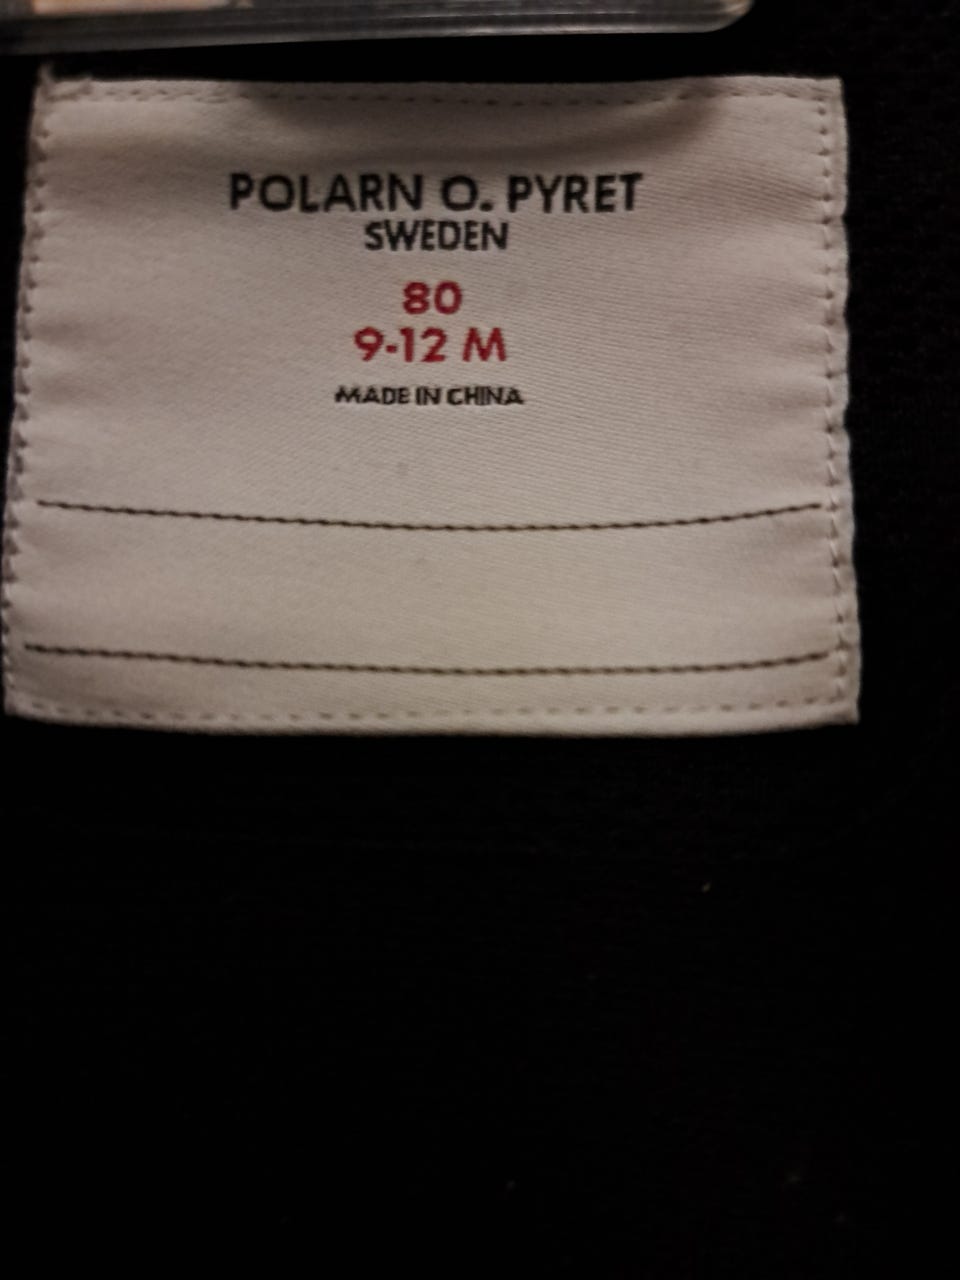 POLARN O. PYRET
SWEDEN
80
9-12 M
MADE IN CHINA